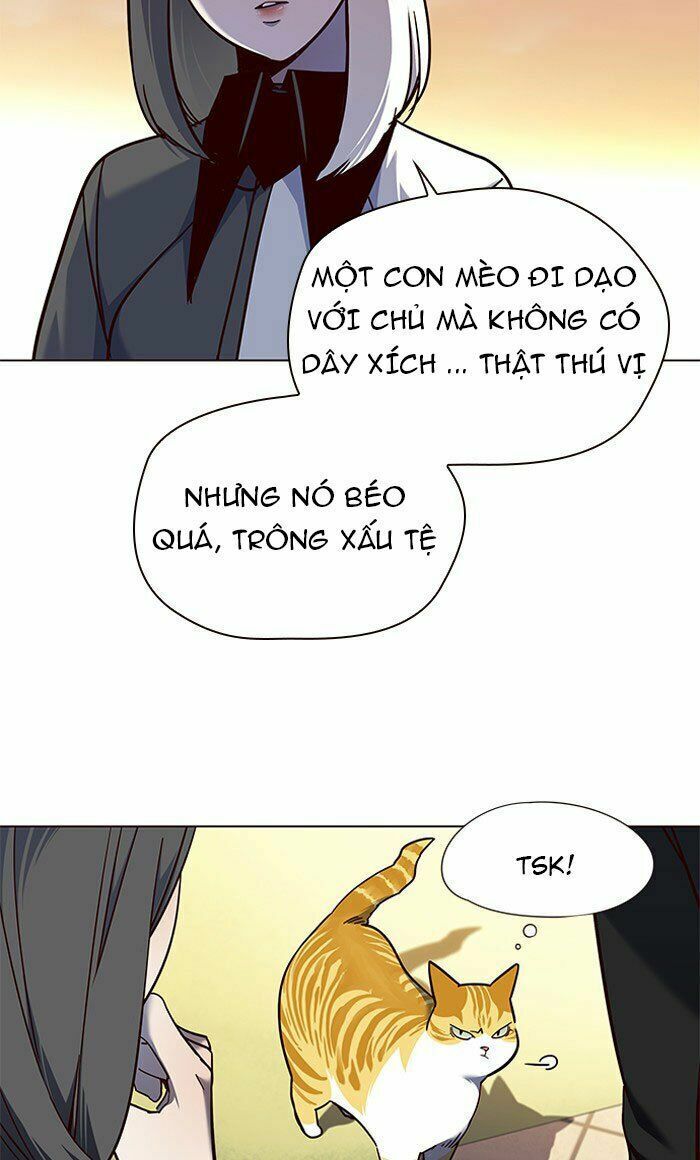 MỘT CON MÈO ĐI DẠO
VỚI CHỦ MÀ KHÔNG CÓ
DÂY XÍCH ... THẬT THÚ VỊ
NHƯNG NÓ BÉO
QUÁ, TRÔNG XẤU TỆ
TSK!